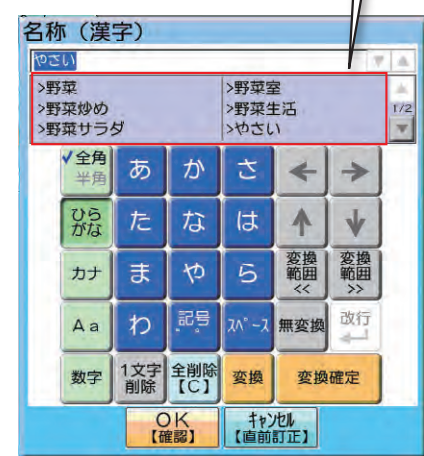 名称（漢字）
やさい
>野菜 >野菜室
>野菜炒め >野菜生活
>野菜サラダ >やさい
1/2
✓全角
半角
あ か さ ← →
ひら
がな
た な は ↑ ↓
カナ ま や ら
変換
範囲
<<
変換
範囲
>>
Aa わ
記号
゛゜
スペース 無変換
改行
数字
1文字
削除
全削除
【C】
変換 変換確定
OK
【確認】
キャンセル
【直前訂正】